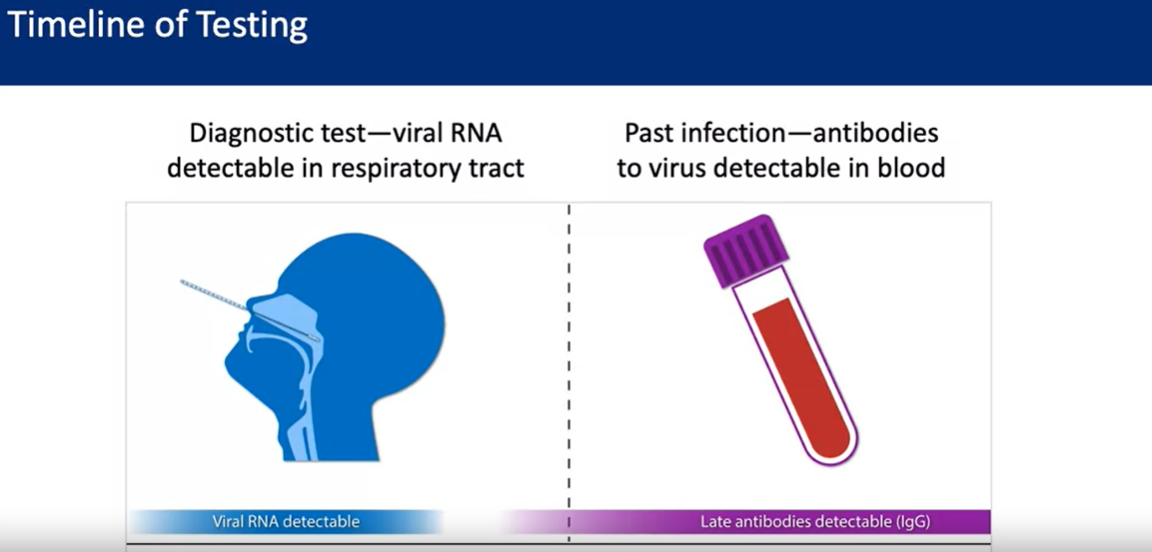 Timeline of Testing
Diagnostic test—viral RNA
detectable in respiratory tract
Past infection—antibodies
to virus detectable in blood
Viral RNA detectable
Late antibodies detectable (IgG)